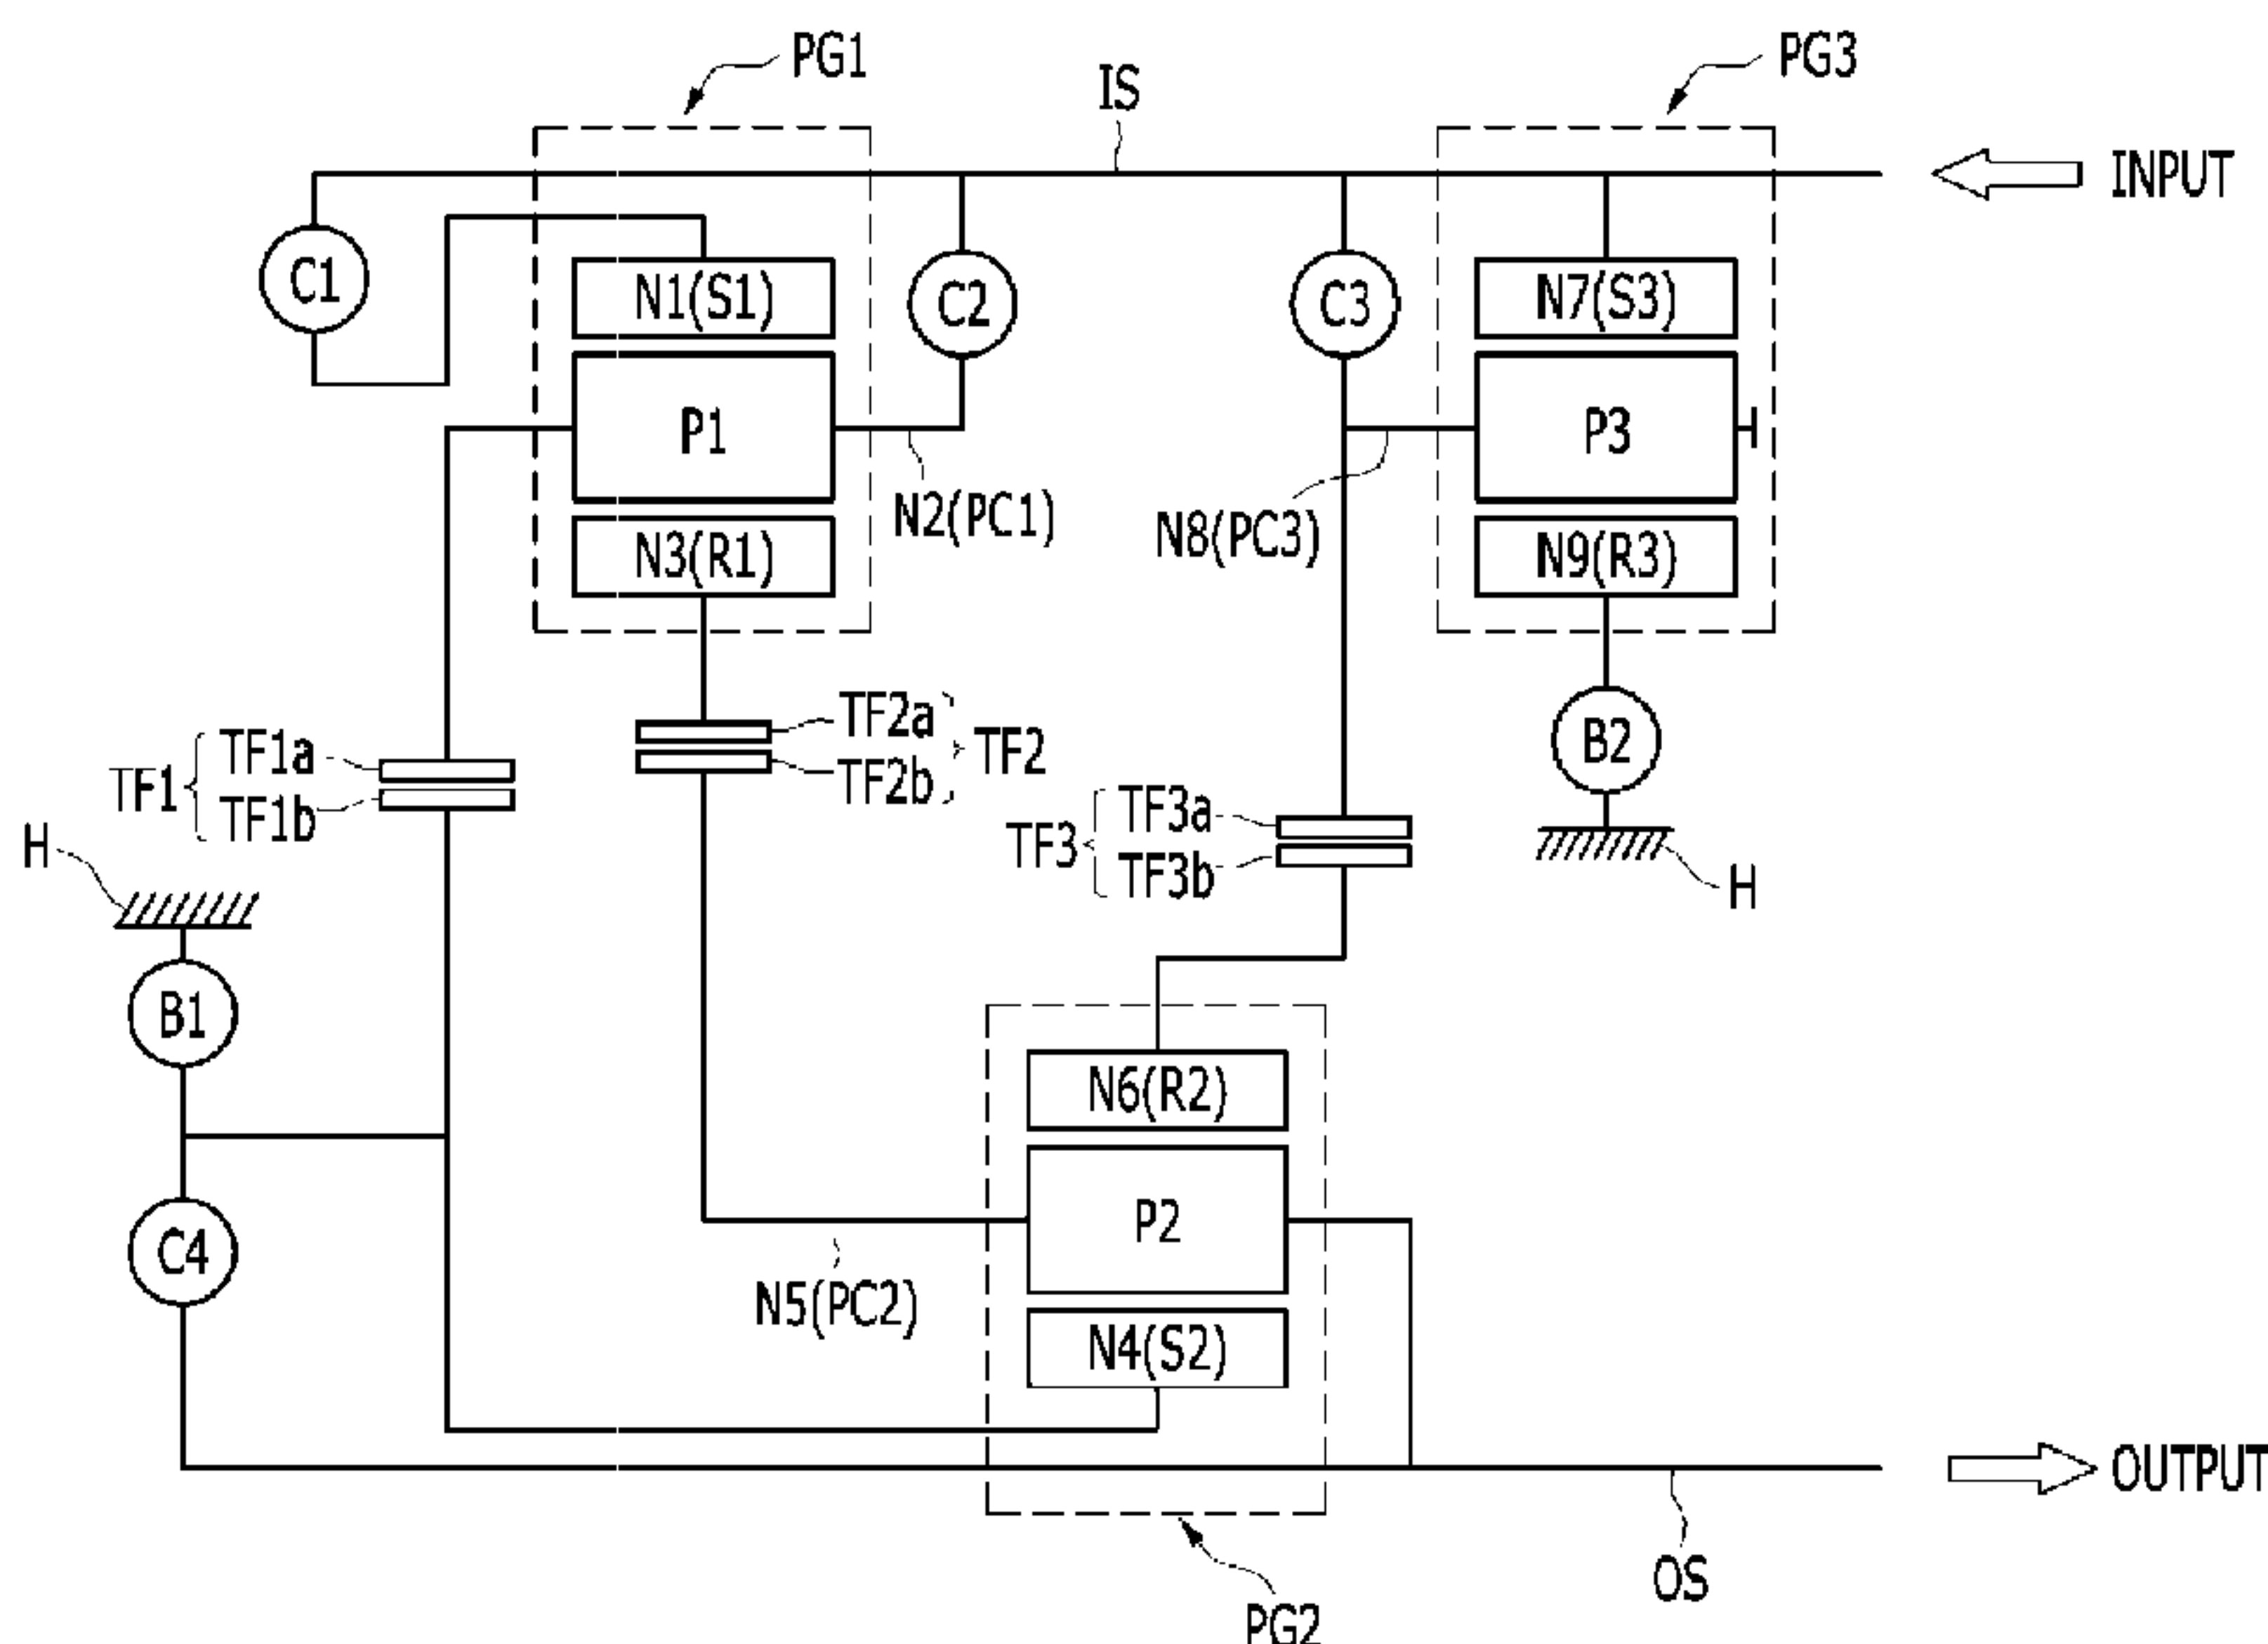 PG1
PG3
IS
INPUT
C1
N1(S1)
C2
C3
N7(S3)
P1
P3
N2(PC1)
N8(PC3)
N3(R1)
N9(R3)
TF2a
TF2b
TF2
TF1
TF1a
TF1b
B2
TF3
TF3a
TF3b
H
H
B1
N6(R2)
P2
C4
N5(PC2)
N4(S2)
OUTPUT
OS
PG2